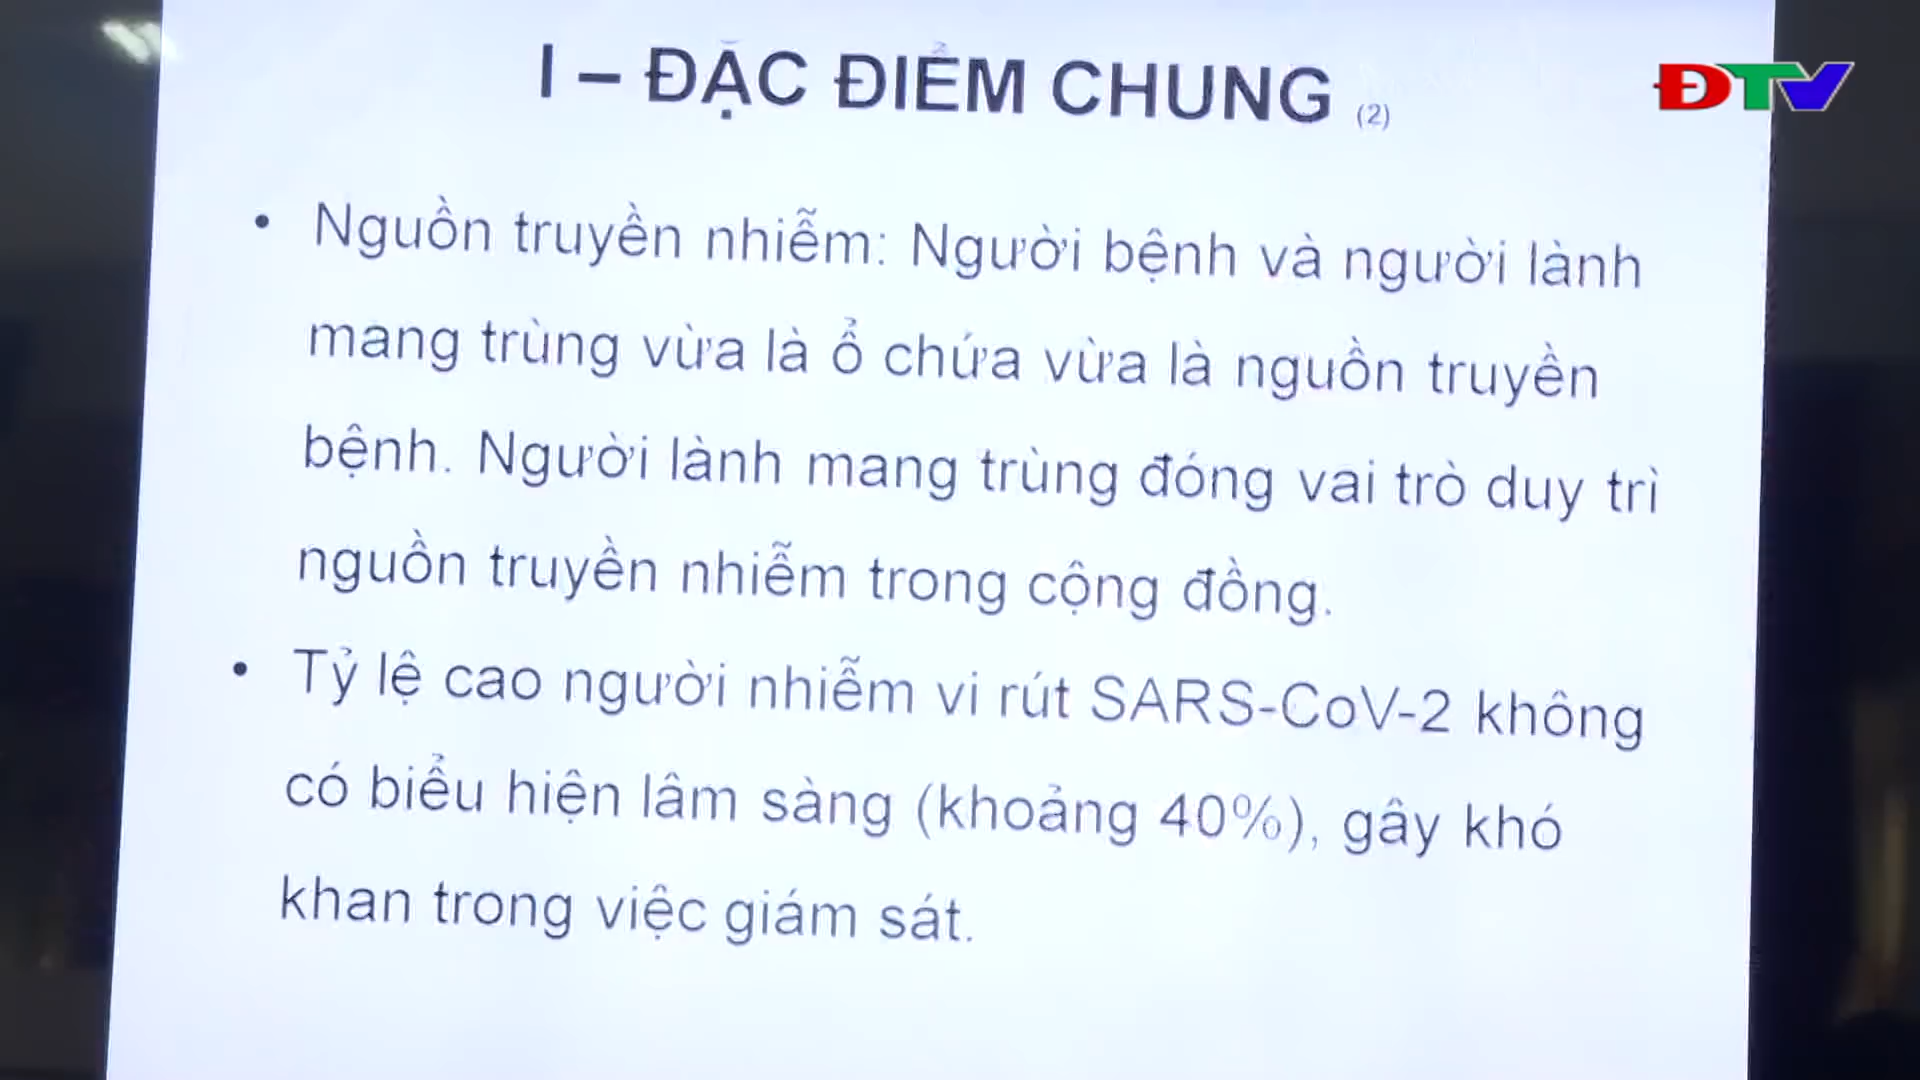 I – ĐẶC ĐIỂM CHUNG (2)
ĐTV
• Nguồn truyền nhiễm: Người bệnh và người lành
mang trùng vừa là ổ chứa vừa là nguồn truyền
bệnh. Người lành mang trùng đóng vai trò duy trì
nguồn truyền nhiễm trong cộng đồng.
• Tỷ lệ cao người nhiễm vi rút SARS-CoV-2 không
có biểu hiện lâm sàng (khoảng 40%), gây khó
khan trong việc giám sát.